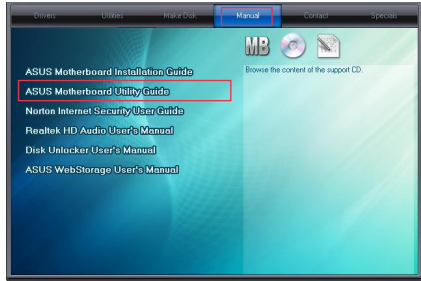 Drivers Utilities Make Disk Manual Contact Specials
MB
Browse the content of the support CD.
ASUS Motherboard Installation Guide
ASUS Motherboard Utility Guide
Norton Internet Security User Guide
Realtek HD Audio User's Manual
Disk Unlocker User's Manual
ASUS WebStorage User's Manual